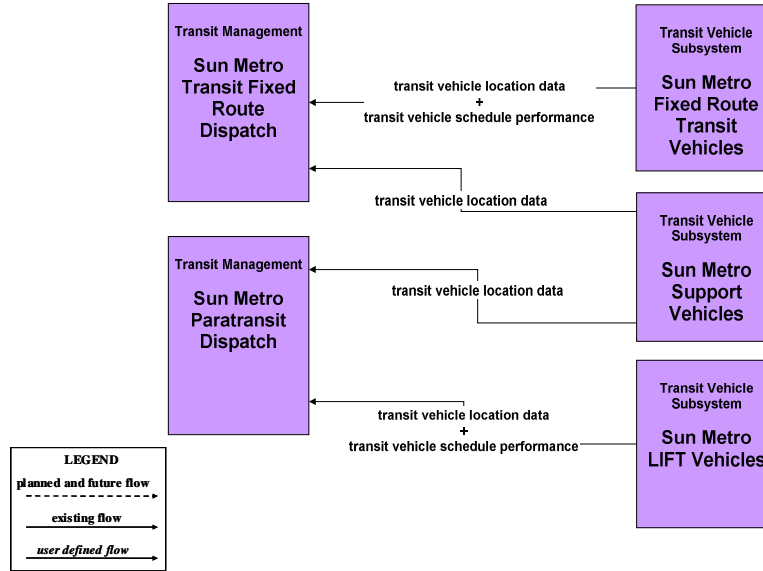 Transit Management
Sun Metro
Transit Fixed
Route
Dispatch
transit vehicle location data
+
transit vehicle schedule performance
Transit Vehicle
Subsystem
Sun Metro
Fixed Route
Transit
Vehicles
transit vehicle location data
Transit Vehicle
Subsystem
Sun Metro
Support
Vehicles
Transit Management
Sun Metro
Paratransit
Dispatch
transit vehicle location data
transit vehicle location data
+
transit vehicle schedule performance
Transit Vehicle
Subsystem
Sun Metro
LIFT Vehicles
LEGEND
planned and future flow
existing flow
user defined flow